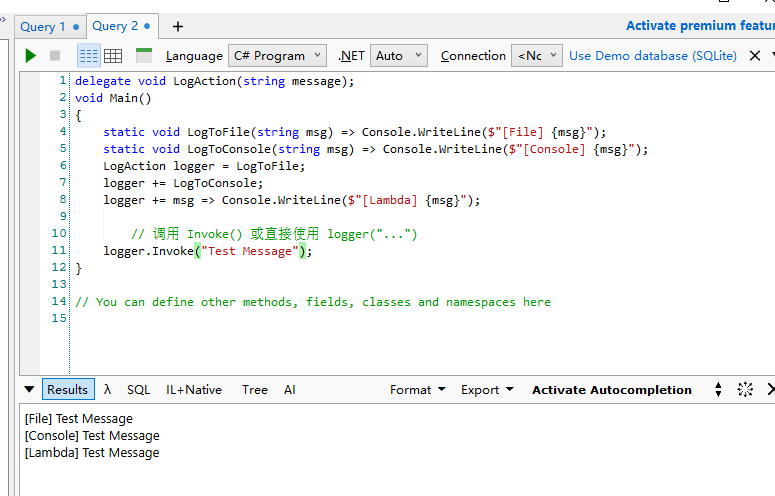 Query 1
Query 2
+
Activate premium featu
Language C# Program .NET Auto Connection <Nc Use Demo database (SQLite)
1 delegate void LogAction(string message);
2 void Main()
3 {
4 static void LogToFile(string msg) => Console.WriteLine($"[File] {msg}");
5 static void LogToConsole(string msg) => Console.WriteLine($"[Console] {msg}");
6 LogAction logger = LogToFile;
7 logger += LogToConsole;
8 logger += msg => Console.WriteLine($"[Lambda] {msg}");
9
10 // 调用 Invoke() 或直接使用 logger("...")
11 logger.Invoke("Test Message");
12 }
13
14 // You can define other methods, fields, classes and namespaces here
15
Results λ SQL IL+Native Tree AI Format Export Activate Autocompletion
[File] Test Message
[Console] Test Message
[Lambda] Test Message